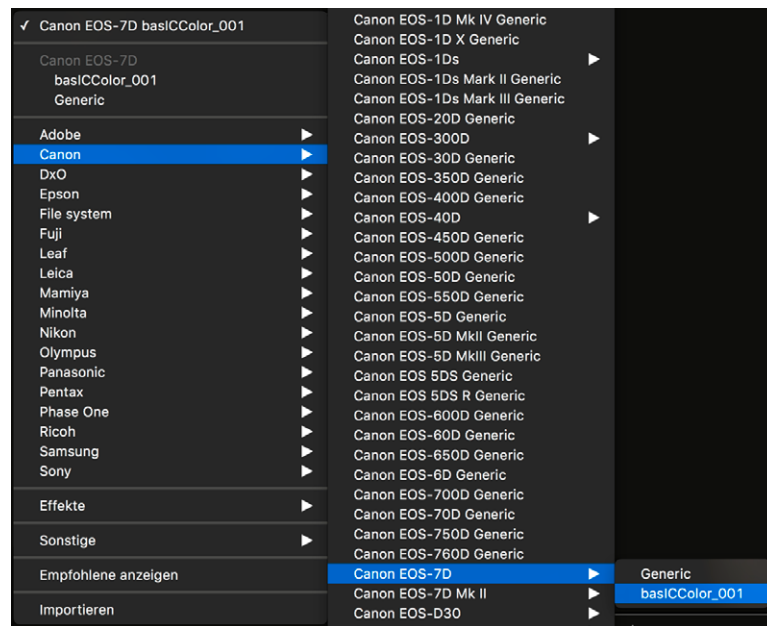 ✓ Canon EOS-7D basICColor_001
Canon EOS-7D
basICColor_001
Generic
Adobe
Canon
DxO
Epson
File system
Fuji
Leaf
Leica
Mamiya
Minolta
Nikon
Olympus
Panasonic
Pentax
Phase One
Ricoh
Samsung
Sony
Effekte
Sonstige
Empfohlene anzeigen
Importieren
Canon EOS-1D Mk IV Generic
Canon EOS-1D X Generic
Canon EOS-1Ds
Canon EOS-1Ds Mark II Generic
Canon EOS-1Ds Mark III Generic
Canon EOS-20D Generic
Canon EOS-300D
Canon EOS-30D Generic
Canon EOS-350D Generic
Canon EOS-400D Generic
Canon EOS-40D
Canon EOS-450D Generic
Canon EOS-500D Generic
Canon EOS-50D Generic
Canon EOS-550D Generic
Canon EOS-5D Generic
Canon EOS-5D MkII Generic
Canon EOS-5D MkIII Generic
Canon EOS 5DS Generic
Canon EOS 5DS R Generic
Canon EOS-600D Generic
Canon EOS-60D Generic
Canon EOS-650D Generic
Canon EOS-6D Generic
Canon EOS-700D Generic
Canon EOS-70D Generic
Canon EOS-750D Generic
Canon EOS-760D Generic
Canon EOS-7D
Canon EOS-7D Mk II
Canon EOS-D30
Generic
basICColor_001